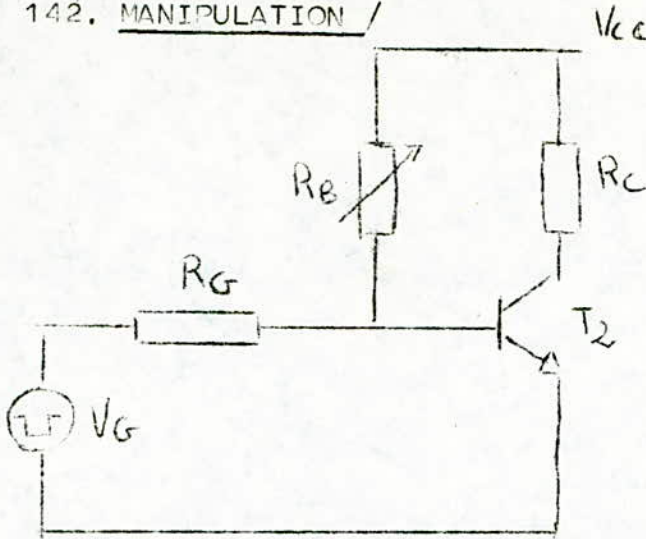 142. MANIPULATION /
Vcc
RB
RC
RG
T2
VG